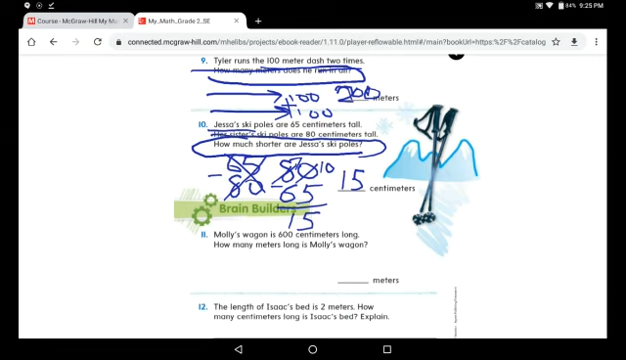 9:25 PM
Course - McGraw-Hill My Ma
My_Math_Grade 2_SE
connected.mcgraw-hill.com/mhelibs/projects/ebook-reader/1.11.0/player-reflowable.html#/main?bookUrl=https:%2F%2Fcatalog
9. Tyler runs the 100 meter dash two times.
How many meters does he run in all?
100
200 meters
+ 100
10. Jessa's ski poles are 65 centimeters tall.
Her sister's ski poles are 80 centimeters tall.
How much shorter are Jessa's ski poles?
65 80 10
- 80 - 65 15 centimeters
Brain Builders 15
11. Molly's wagon is 600 centimeters long.
How many meters long is Molly's wagon?
meters
12. The length of Isaac's bed is 2 meters. How
many centimeters long is Isaac's bed? Explain.